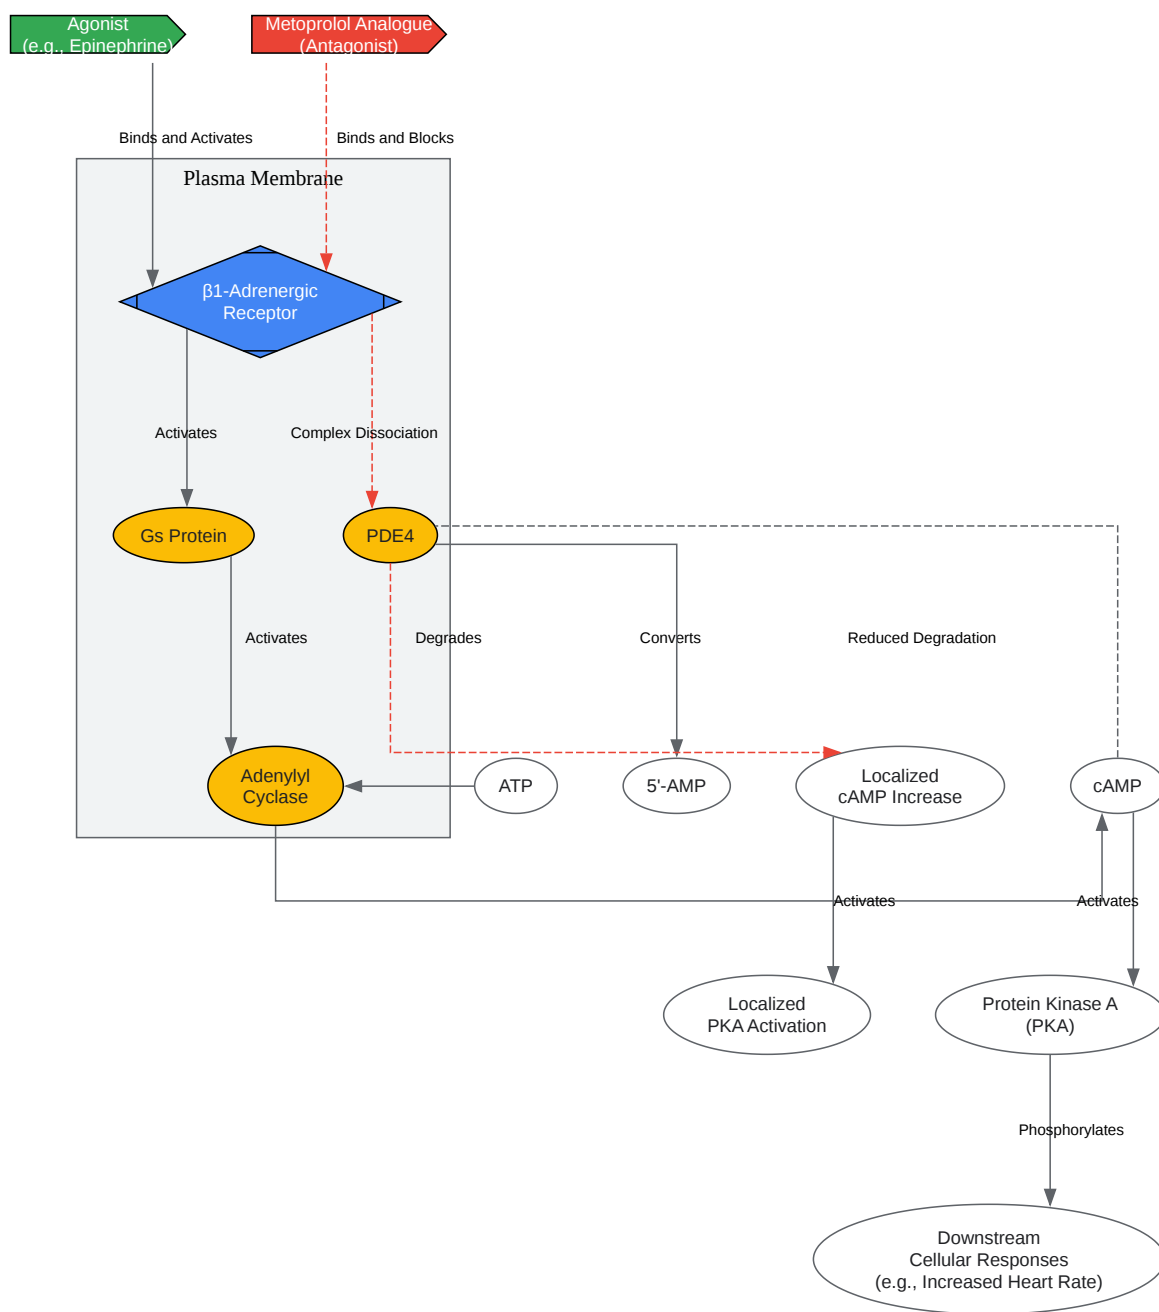 Agonist
(e.g., Epinephrine)
Metoprolol Analogue
(Antagonist)
Binds and Activates
Binds and Blocks
Plasma Membrane
β1-Adrenergic
Receptor
Activates
Complex Dissociation
Gs Protein
PDE4
Activates
Degrades
Converts
Reduced Degradation
Adenylyl
Cyclase
ATP
5'-AMP
Localized
cAMP Increase
cAMP
Activates
Activates
Localized
PKA Activation
Protein Kinase A
(PKA)
Phosphorylates
Downstream
Cellular Responses
(e.g., Increased Heart Rate)